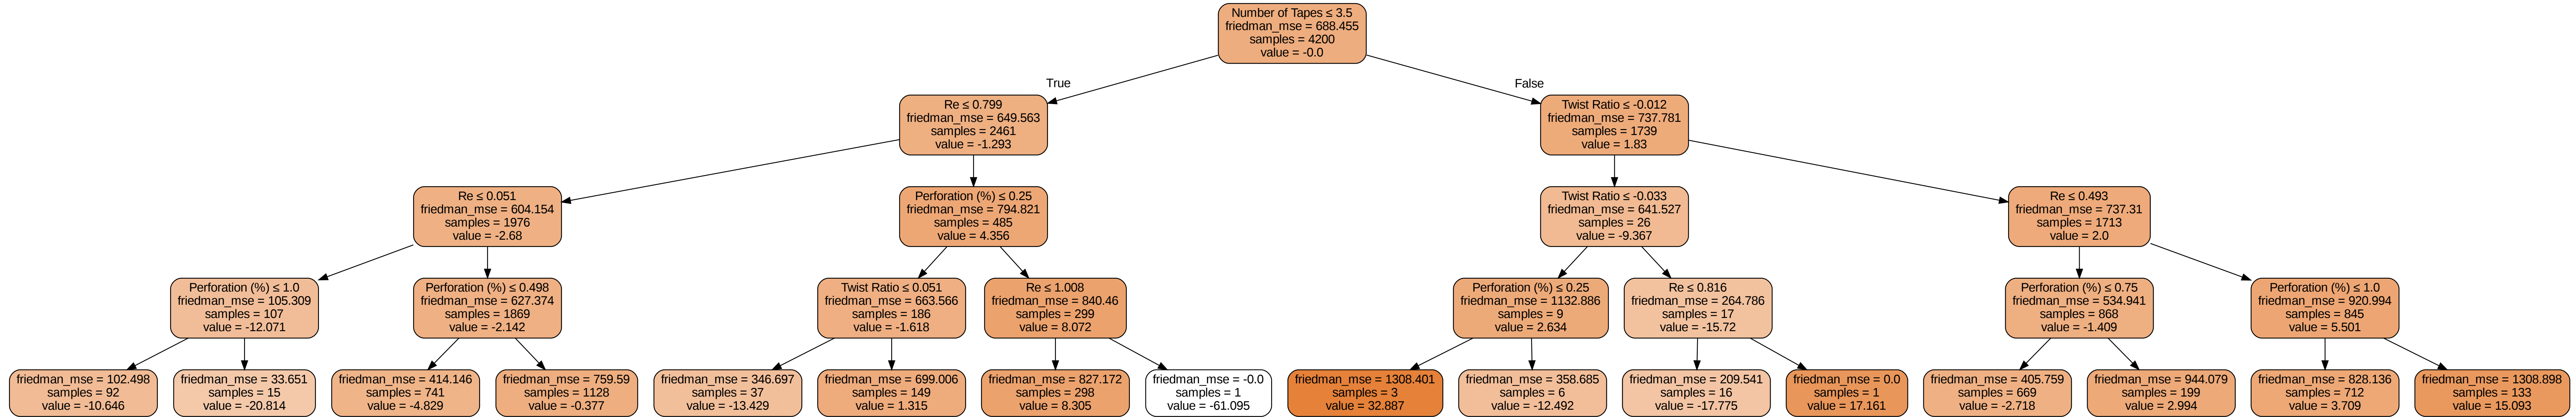 Number of Tapes ≤ 3.5
friedman_mse = 688.455
samples = 4200
value = -0.0
True
False
Re ≤ 0.799
friedman_mse = 649.563
samples = 2461
value = -1.293
Twist Ratio ≤ -0.012
friedman_mse = 737.781
samples = 1739
value = 1.83
Re ≤ 0.051
friedman_mse = 604.154
samples = 1976
value = -2.68
Perforation (%) ≤ 0.25
friedman_mse = 794.821
samples = 485
value = 4.356
Twist Ratio ≤ -0.033
friedman_mse = 641.527
samples = 26
value = -9.367
Re ≤ 0.493
friedman_mse = 737.31
samples = 1713
value = 2.0
Perforation (%) ≤ 1.0
friedman_mse = 105.309
samples = 107
value = -12.071
Perforation (%) ≤ 0.498
friedman_mse = 627.374
samples = 1869
value = -2.142
Twist Ratio ≤ 0.051
friedman_mse = 663.566
samples = 186
value = -1.618
Re ≤ 1.008
friedman_mse = 840.46
samples = 299
value = 8.072
Perforation (%) ≤ 0.25
friedman_mse = 1132.886
samples = 9
value = 2.634
Re ≤ 0.816
friedman_mse = 264.786
samples = 17
value = -15.72
Perforation (%) ≤ 0.75
friedman_mse = 534.941
samples = 868
value = -1.409
Perforation (%) ≤ 1.0
friedman_mse = 920.994
samples = 845
value = 5.501
friedman_mse = 102.498
samples = 92
value = -10.646
friedman_mse = 33.651
samples = 15
value = -20.814
friedman_mse = 414.146
samples = 741
value = -4.829
friedman_mse = 759.59
samples = 1128
value = -0.377
friedman_mse = 346.697
samples = 37
value = -13.429
friedman_mse = 699.006
samples = 149
value = 1.315
friedman_mse = 827.172
samples = 298
value = 8.305
friedman_mse = -0.0
samples = 1
value = -61.095
friedman_mse = 1308.401
samples = 3
value = 32.887
friedman_mse = 358.685
samples = 6
value = -12.492
friedman_mse = 209.541
samples = 16
value = -17.775
friedman_mse = 0.0
samples = 1
value = 17.161
friedman_mse = 405.759
samples = 669
value = -2.718
friedman_mse = 944.079
samples = 199
value = 2.994
friedman_mse = 828.136
samples = 712
value = 3.709
friedman_mse = 1308.898
samples = 133
value = 15.093